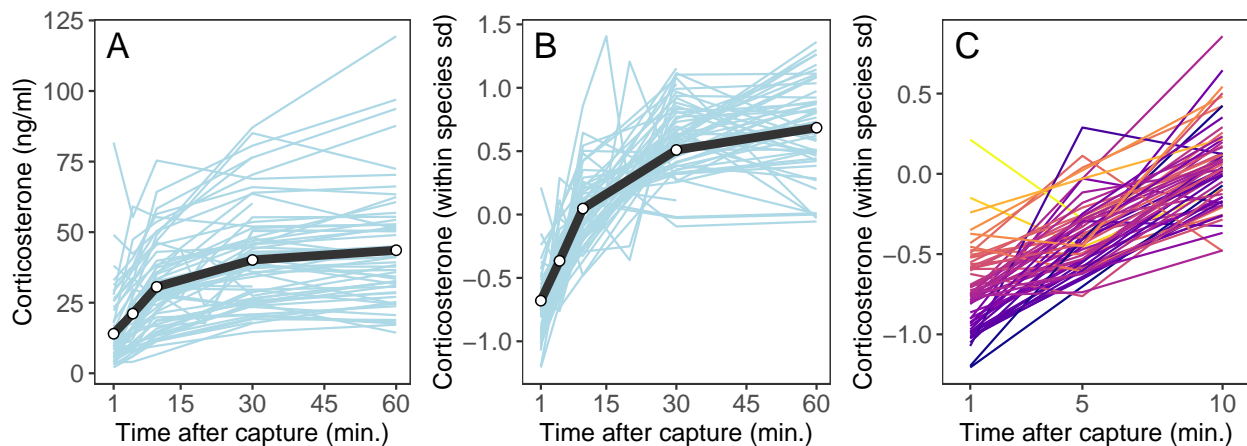 A
Corticosterone (ng/ml)
125
100
75
50
25
0
1 15 30 45 60
Time after capture (min.)
B
Corticosterone (within species sd)
1.5
1.0
0.5
0.0
−0.5
−1.0
1 15 30 45 60
Time after capture (min.)
C
Corticosterone (within species sd)
0.5
0.0
−0.5
−1.0
1 5 10
Time after capture (min.)